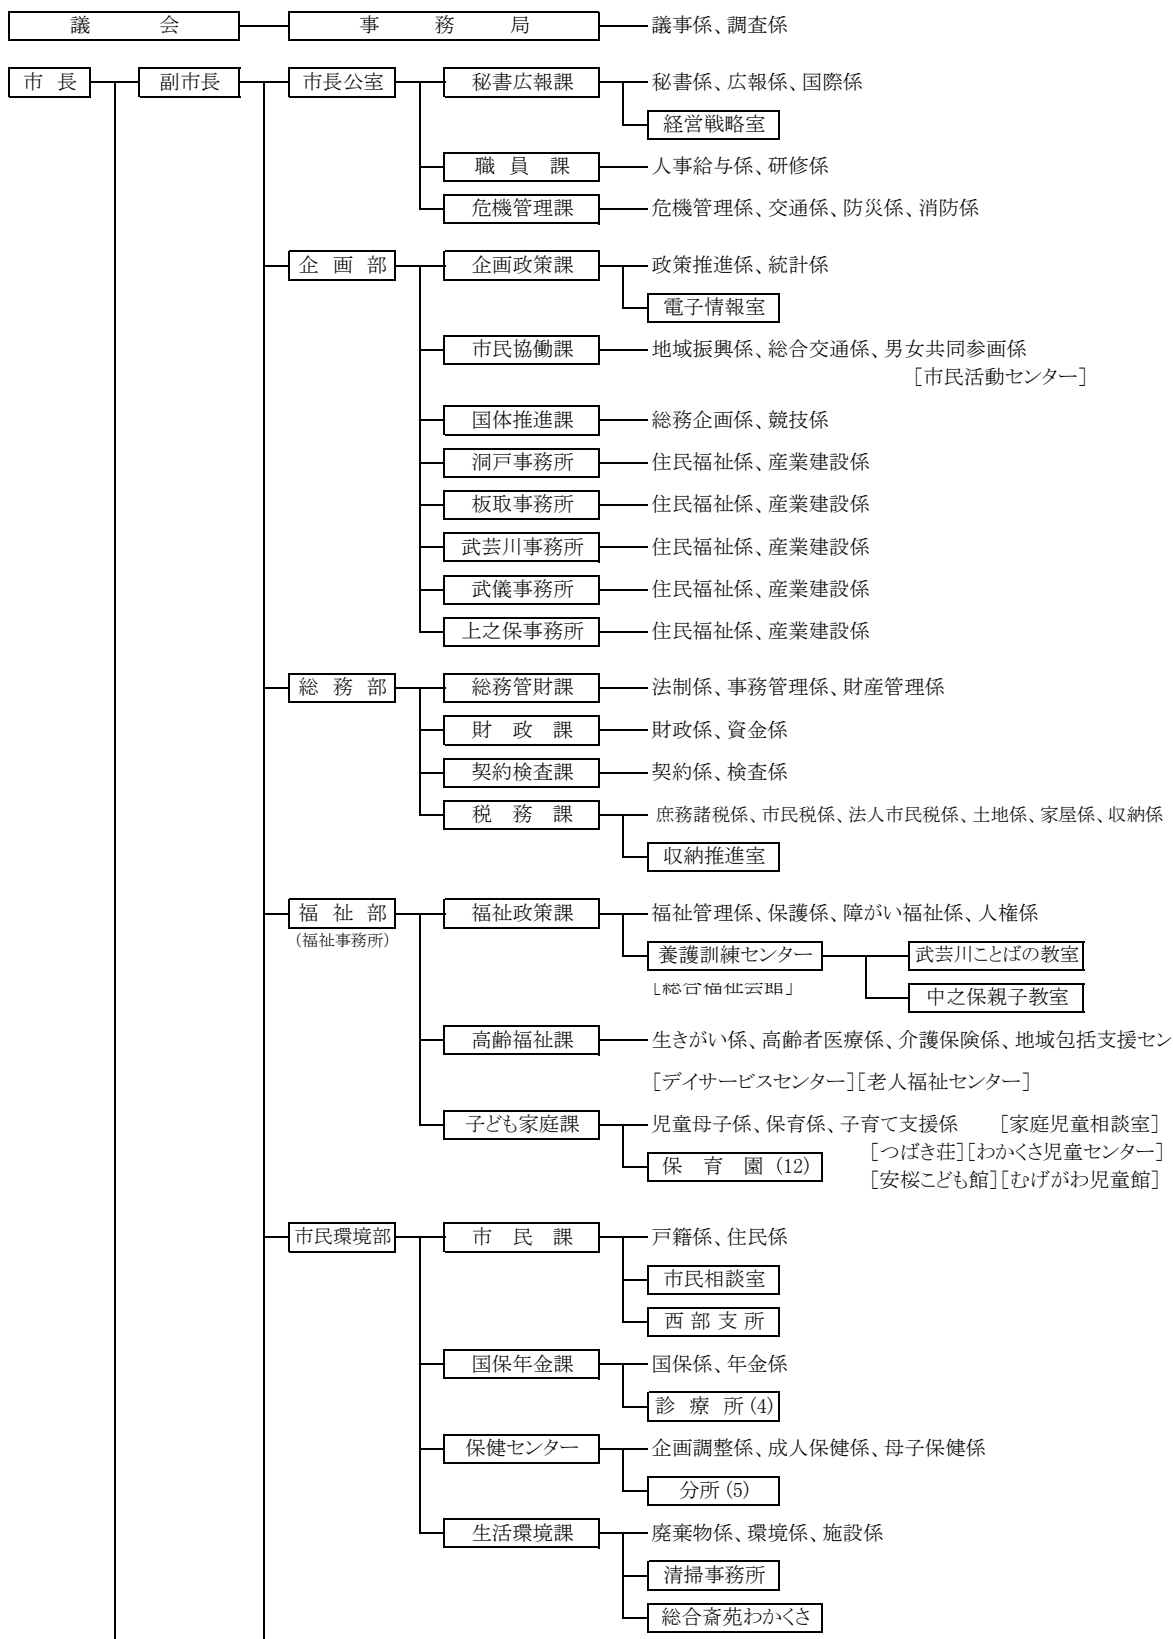 議　会　事　務　局　議事係、調査係
市　長　副市長　市長公室　秘書広報課　秘書係、広報係、国際係
経営戦略室
職　員　課　人事給与係、研修係
危機管理課　危機管理係、交通係、防災係、消防係
企　画　部　企画政策課　政策推進係、統計係
電子情報室
市民協働課　地域振興係、総合交通係、男女共同参画係
［市民活動センター］
国体推進課　総務企画係、競技係
洞戸事務所　住民福祉係、産業建設係
板取事務所　住民福祉係、産業建設係
武芸川事務所　住民福祉係、産業建設係
武儀事務所　住民福祉係、産業建設係
上之保事務所　住民福祉係、産業建設係
総　務　部　総務管財課　法制係、事務管理係、財産管理係
財　政　課　財政係、資金係
契約検査課　契約係、検査係
税　務　課　庶務諸税係、市民税係、法人市民税係、土地係、家屋係、収納係
収納推進室
福　祉　部　福祉政策課　福祉管理係、保護係、障がい福祉係、人権係
（福祉事務所）　養護訓練センター　武芸川ことばの教室
［総合福祉会館］　中之保親子教室
高齢福祉課　生きがい係、高齢者医療係、介護保険係、地域包括支援セン
［デイサービスセンター］［老人福祉センター］
子ども家庭課　児童母子係、保育係、子育て支援係　［家庭児童相談室］
［つばき荘］［わかくさ児童センター］
保　育　園 (12)　［安桜こども館］［むげがわ児童館］
市民環境部　市　民　課　戸籍係、住民係
市民相談室
西 部 支 所
国保年金課　国保係、年金係
診　療　所 (4)
保健センター　企画調整係、成人保健係、母子保健係
分所 (5)
生活環境課　廃棄物係、環境係、施設係
清掃事務所
総合斎苑わかくさ